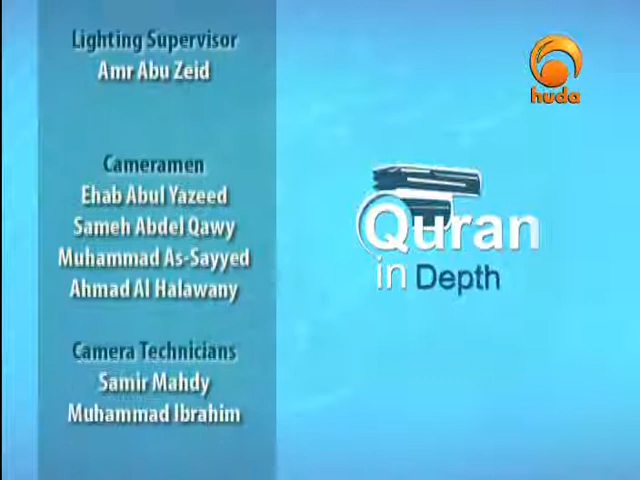 Lighting Supervisor
Amr Abu Zeid
Cameramen
Ehab Abul Yazeed
Sameh Abdel Qawy
Muhammad As-Sayyed
Ahmad Al Halawany
Camera Technicians
Samir Mahdy
Muhammad Ibrahim
huda
Quran
in Depth